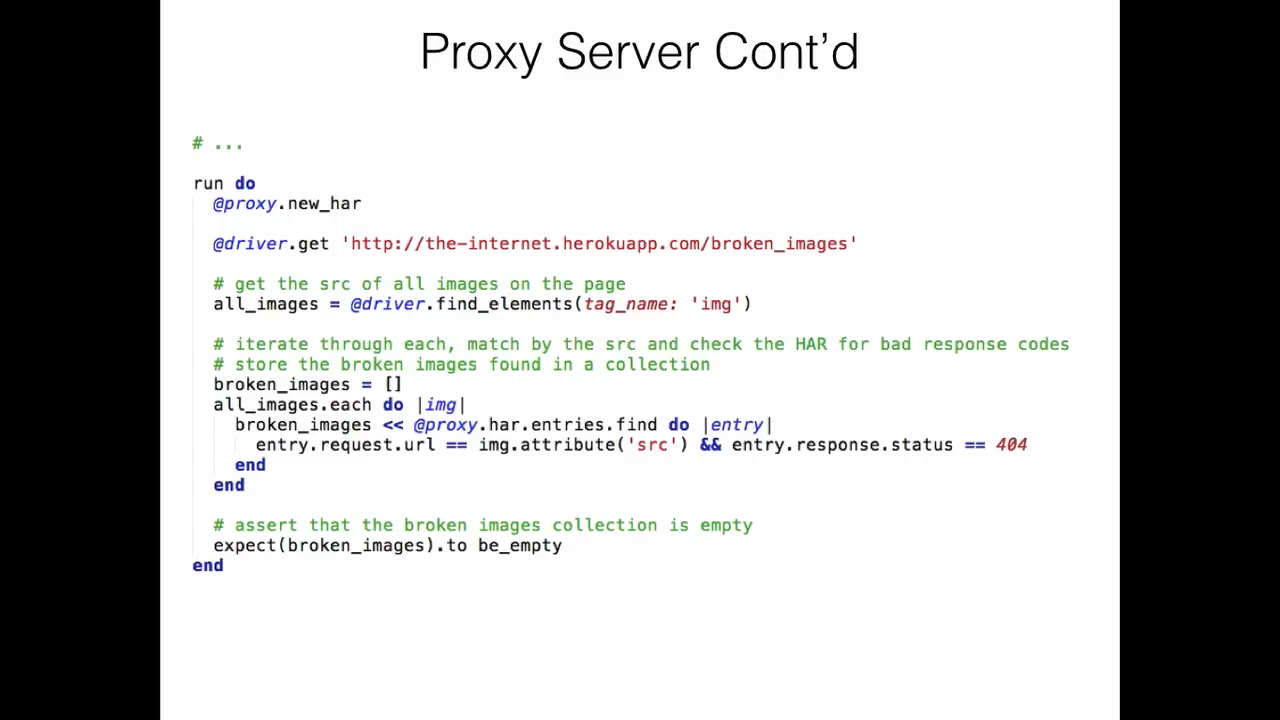 Proxy Server Cont’d
# ...
run do
@proxy.new_har
@driver.get 'http://the-internet.herokuapp.com/broken_images'
# get the src of all images on the page
all_images = @driver.find_elements(tag_name: 'img')
# iterate through each, match by the src and check the HAR for bad response codes
# store the broken images found in a collection
broken_images = []
all_images.each do |img|
broken_images << @proxy.har.entries.find do |entry|
entry.request.url == img.attribute('src') && entry.response.status == 404
end
end
# assert that the broken images collection is empty
expect(broken_images).to be_empty
end